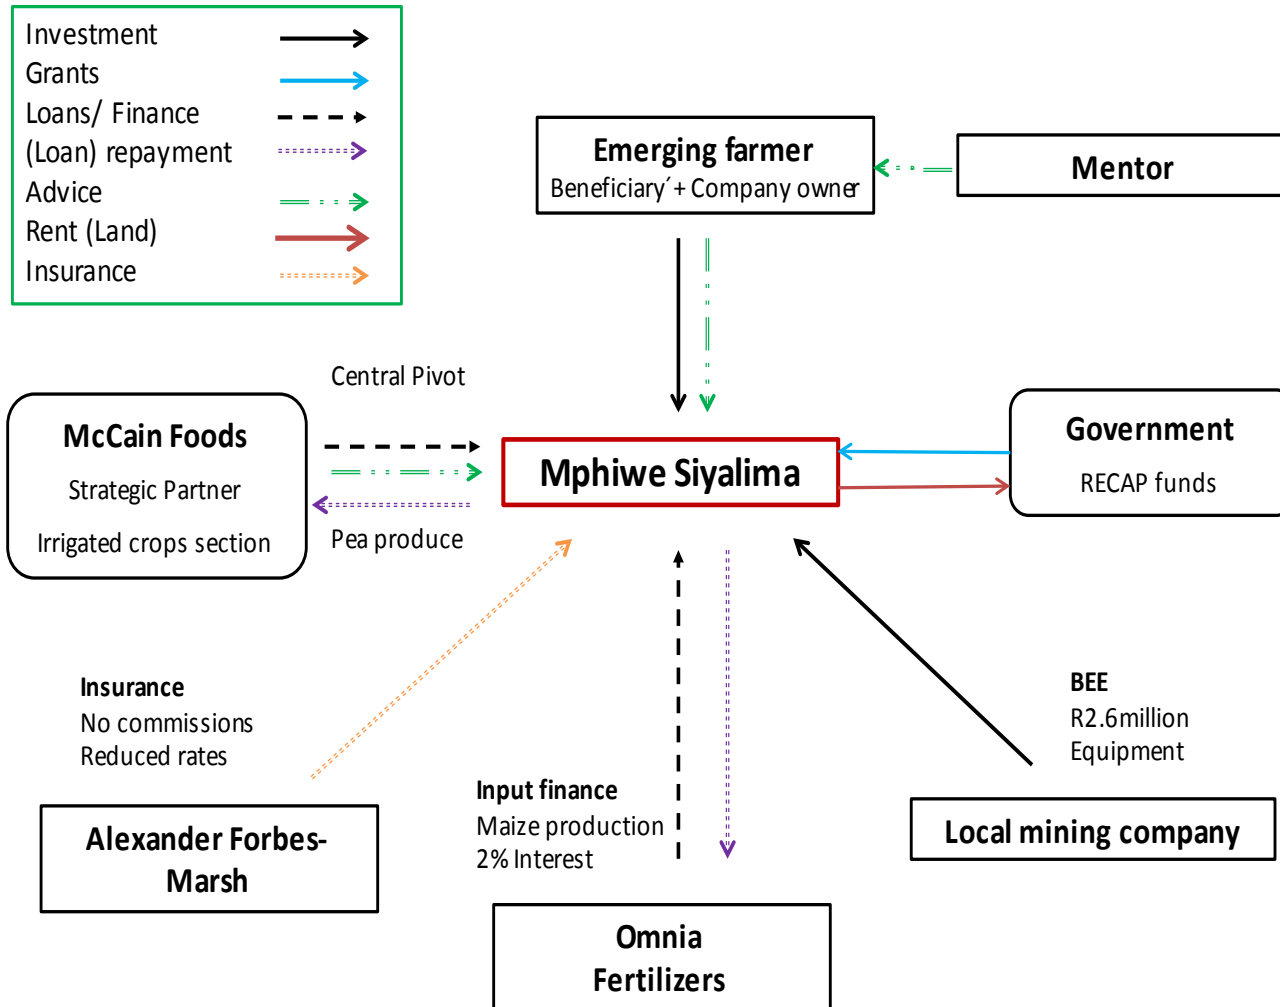 Investment
Grants
Loans/ Finance
(Loan) repayment
Advice
Rent (Land)
Insurance
Emerging farmer
Beneficiary´ + Company owner
Mentor
Central Pivot
McCain Foods
Strategic Partner
Irrigated crops section
Mphiwe Siyalima
Government
RECAP funds
Pea produce
Insurance
No commissions
Reduced rates
BEE
R2.6million
Equipment
Input finance
Maize production
2% Interest
Alexander Forbes-
Marsh
Local mining company
Omnia
Fertilizers